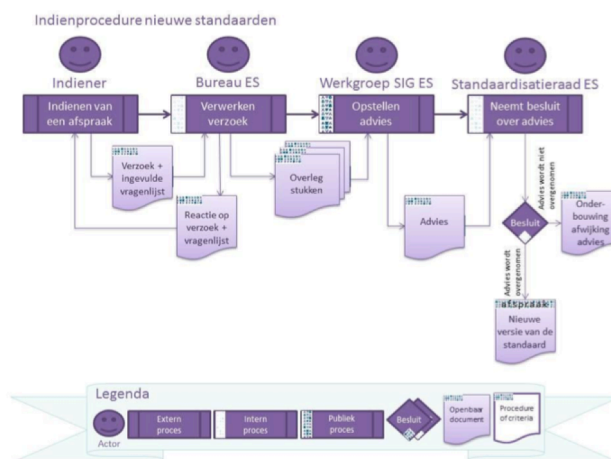 Indienprocedure nieuwe standaarden
Indiener
Bureau ES
Werkgroep SIG ES
Standaardisatieraad ES
Indienen van
een afspraak
Verwerken
verzoek
Opstellen
advies
Neemt besluit
over advies
Verzoek +
ingevulde
vragenlijst
Reactie op
verzoek +
vragenlijst
Overleg
stukken
Advies
Advies wordt niet
overgenomen
Besluit
Onder-
bouwing
afwijking
advies
Advies wordt
overgenomen
afspraak
Nieuwe
versie van de
standaard
Legenda
Actor
Extern
proces
Intern
proces
Publiek
proces
Besluit
Openbaar
document
Procedure
of criteria